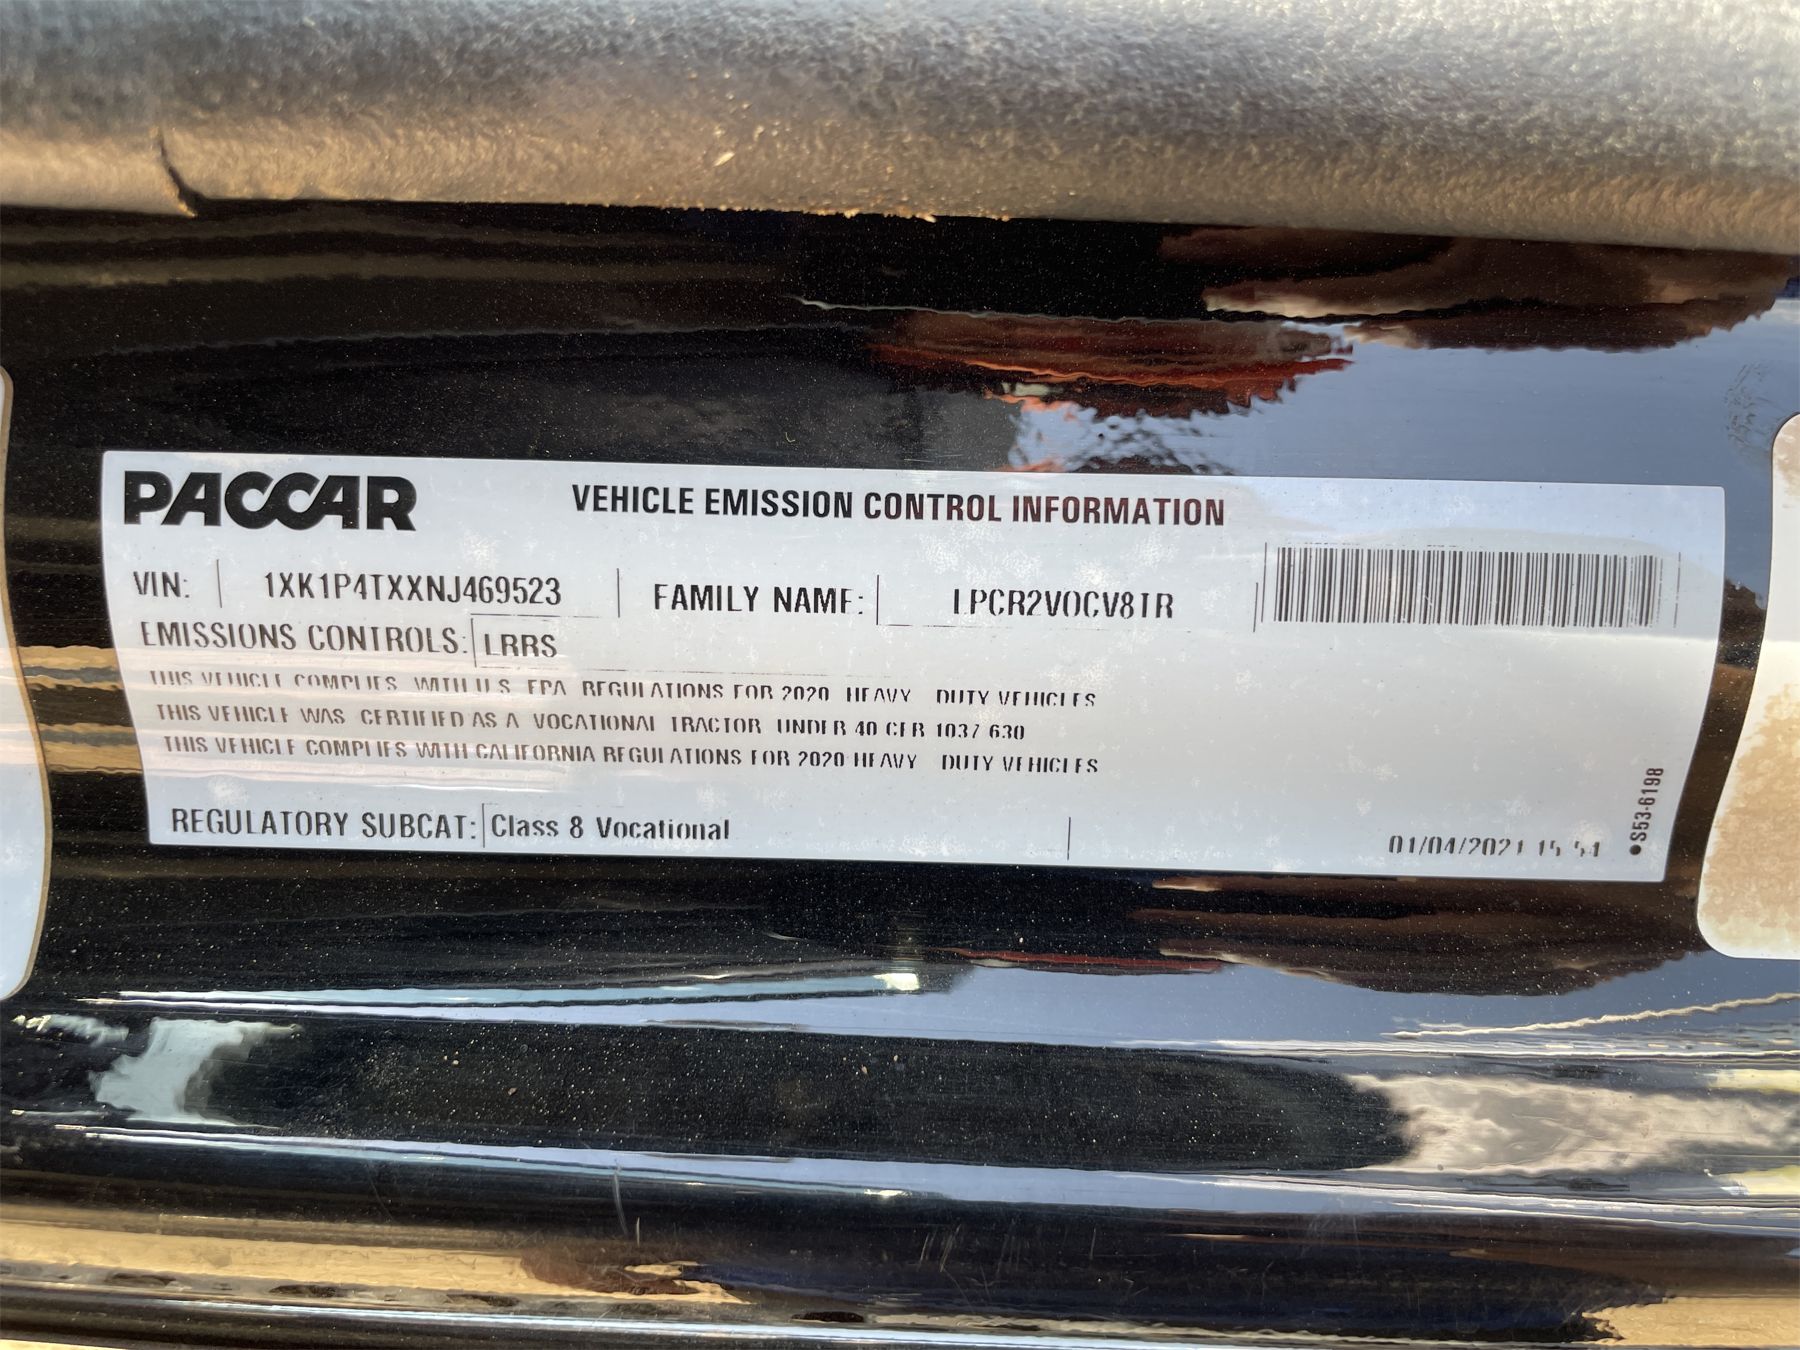 PACCAR VEHICLE EMISSION CONTROL INFORMATION
VIN: 1XK1P4TXXNJ469523 FAMILY NAME: LPCR2VOCV8TR
EMISSIONS CONTROLS: LRRS
THIS VEHICLE COMPLIES WITH U.S. EPA REGULATIONS FOR 2020 HEAVY DUTY VEHICLES
THIS VEHICLE WAS CERTIFIED AS A VOCATIONAL TRACTOR UNDER 40 CFR 1037 630
THIS VEHICLE COMPLIES WITH CALIFORNIA REGULATIONS FOR 2020 HEAVY DUTY VEHICLES
REGULATORY SUBCAT: Class 8 Vocational
01/04/2021 15 51
●S53-6198